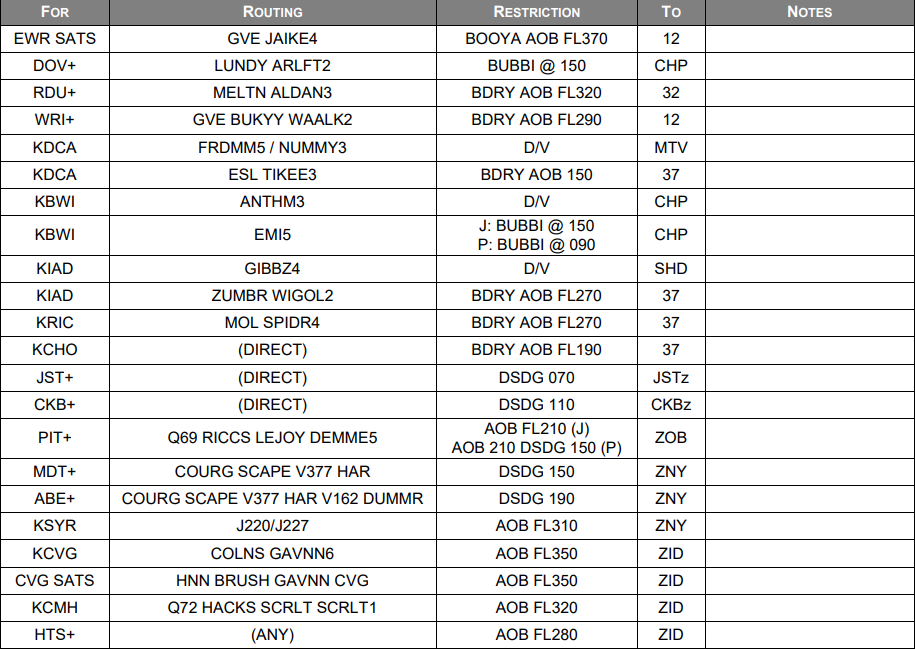 FOR ROUTING RESTRICTION TO NOTES
EWR SATS GVE JAIKE4 BOOYA AOB FL370 12
DOV+ LUNDY ARLFT2 BUBBI @ 150 CHP
RDU+ MELTN ALDAN3 BDRY AOB FL320 32
WRI+ GVE BUKYY WAALK2 BDRY AOB FL290 12
KDCA FRDMM5 / NUMMY3 D/V MTV
KDCA ESL TIKEE3 BDRY AOB 150 37
KBWI ANTHM3 D/V CHP
KBWI EMI5 J: BUBBI @ 150 CHP
P: BUBBI @ 090
KIAD GIBBZ4 D/V SHD
KIAD ZUMBR WIGOL2 BDRY AOB FL270 37
KRIC MOL SPIDR4 BDRY AOB FL270 37
KCHO (DIRECT) BDRY AOB FL190 37
JST+ (DIRECT) DSDG 070 JSTz
CKB+ (DIRECT) DSDG 110 CKBz
PIT+ Q69 RICCS LEJOY DEMME5 AOB FL210 (J) ZOB
AOB 210 DSDG 150 (P)
MDT+ COURG SCAPE V377 HAR DSDG 150 ZNY
ABE+ COURG SCAPE V377 HAR V162 DUMMR DSDG 190 ZNY
KSYR J220/J227 AOB FL310 ZNY
KCVG COLNS GAVNN6 AOB FL350 ZID
CVG SATS HNN BRUSH GAVNN CVG AOB FL350 ZID
KCMH Q72 HACKS SCRLT SCRLT1 AOB FL320 ZID
HTS+ (ANY) AOB FL280 ZID